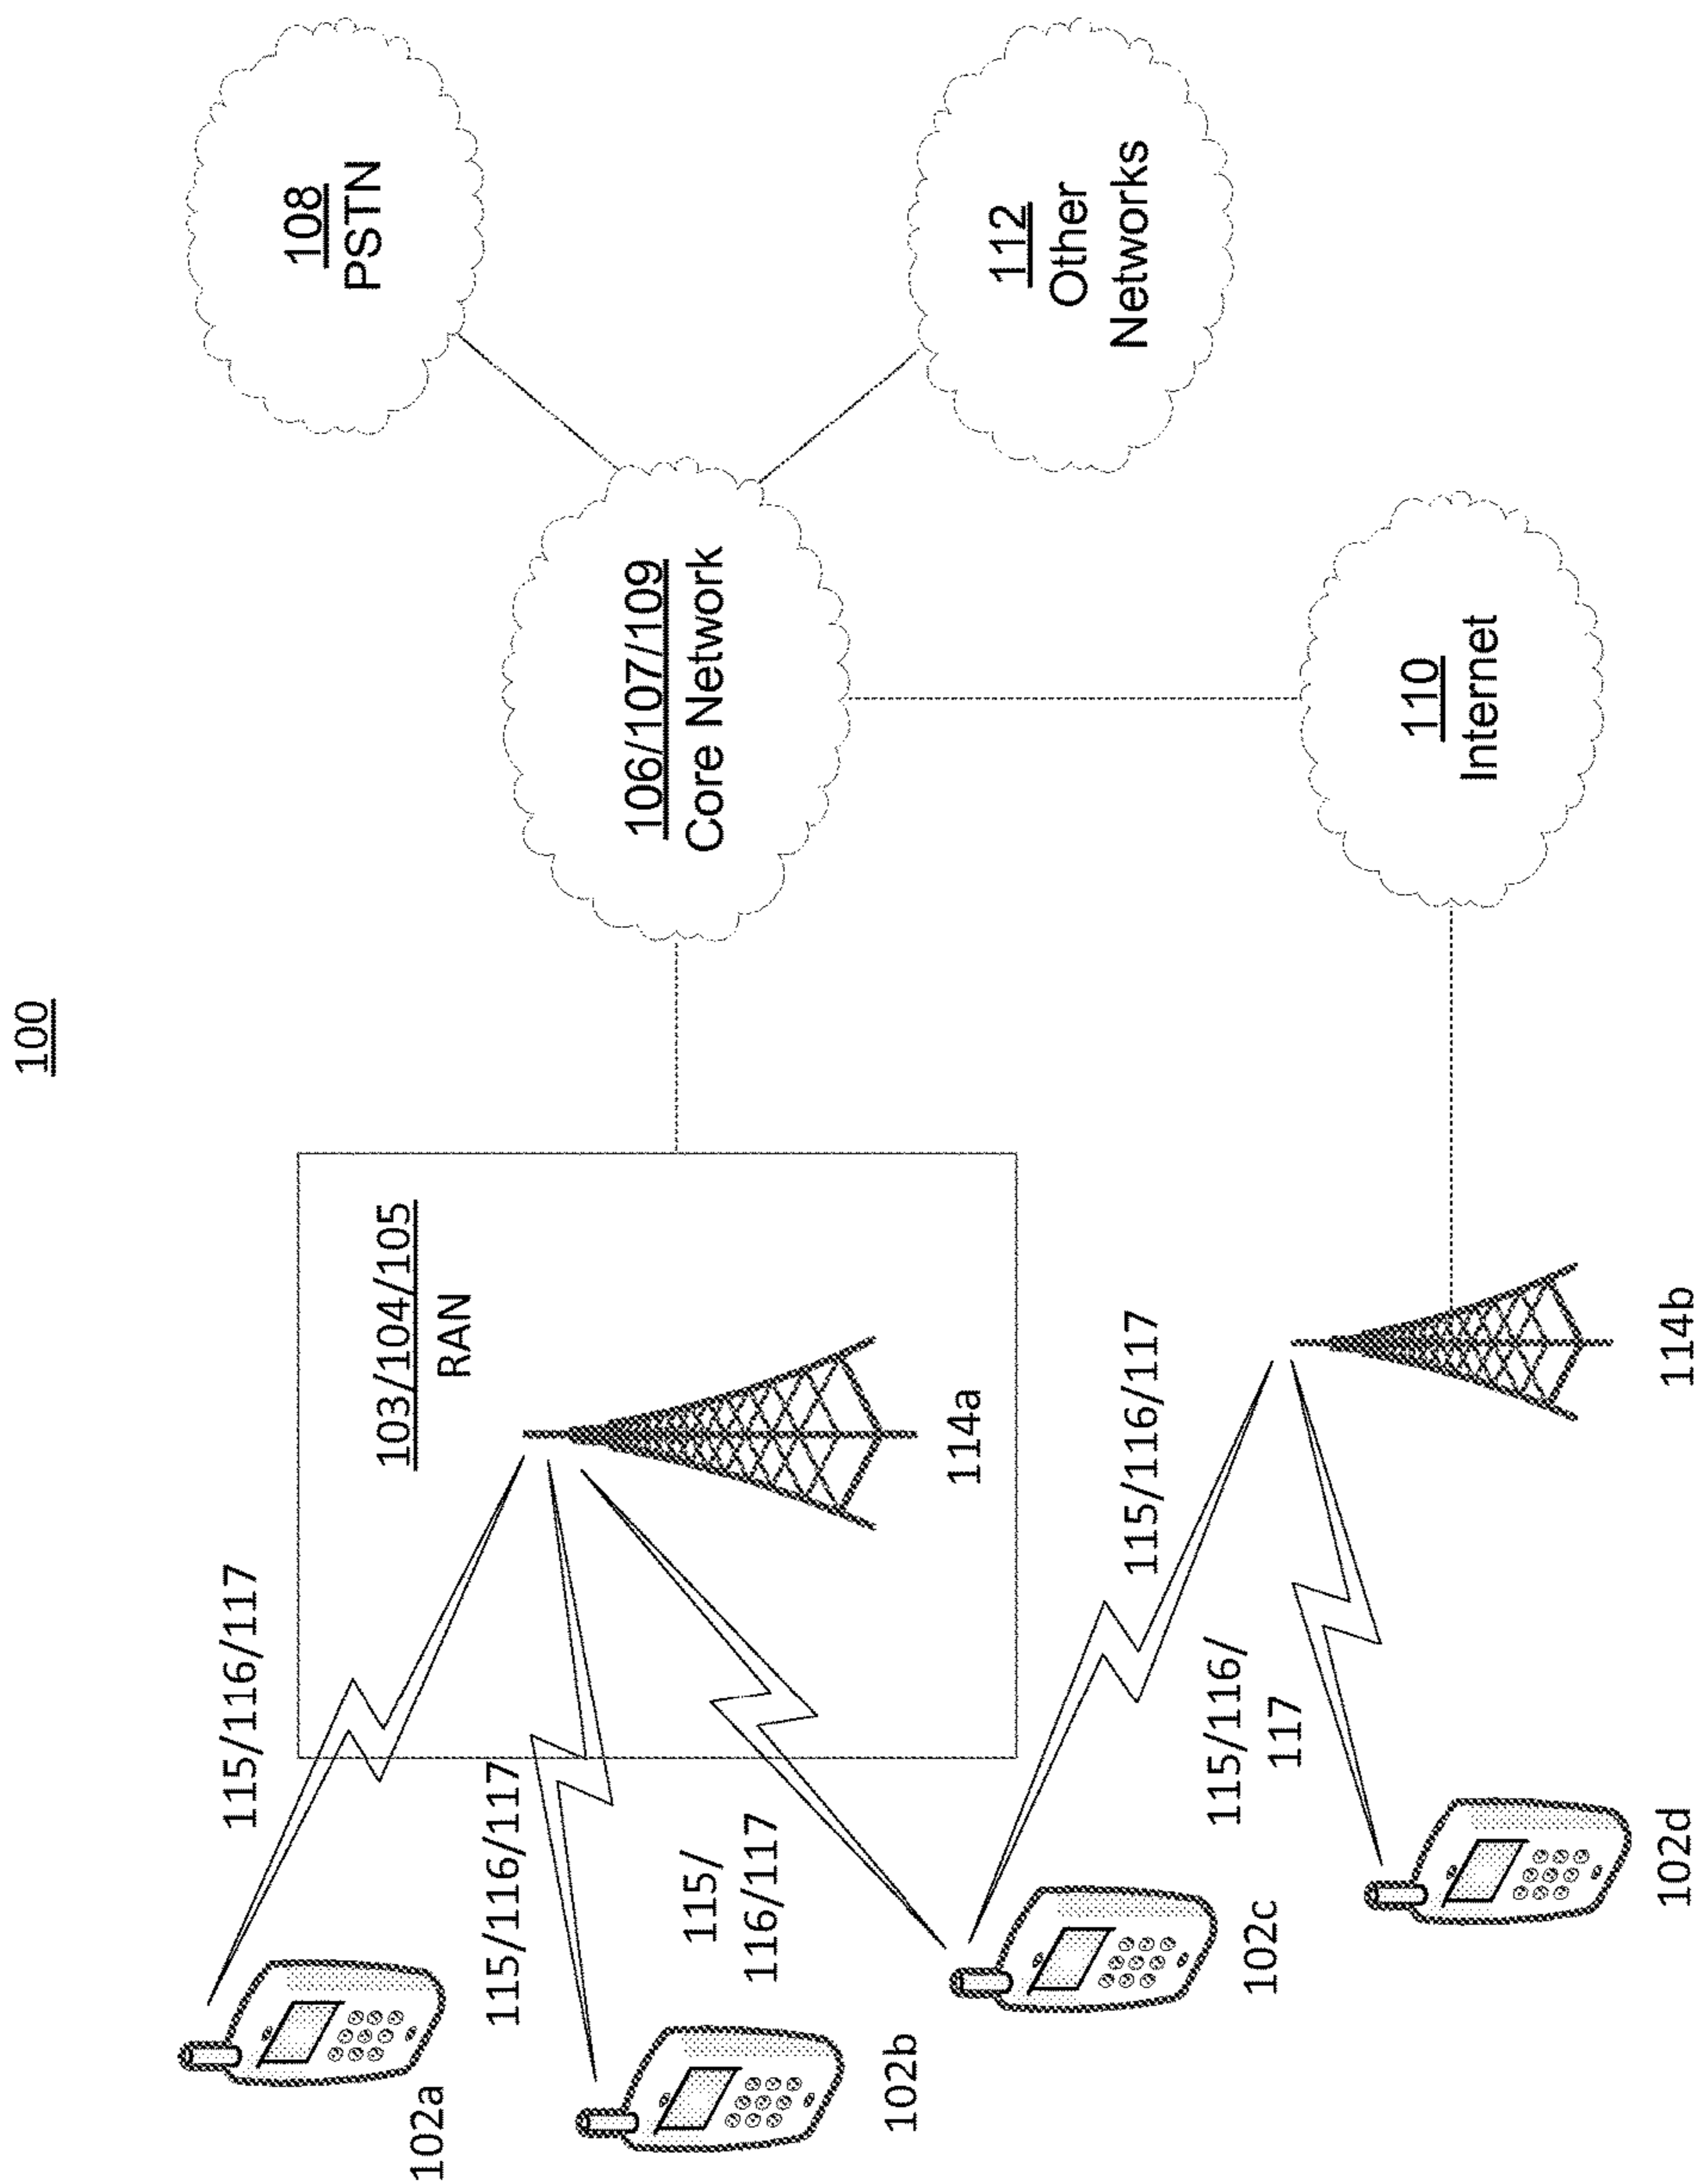 100
102a
115/116/117
103/104/105
RAN
108
PSTN
102b
115/116/117
115/
116/117
114a
106/107/109
Core Network
112
Other
Networks
102c
115/116/117
115/116/
117
110
Internet
102d
114b